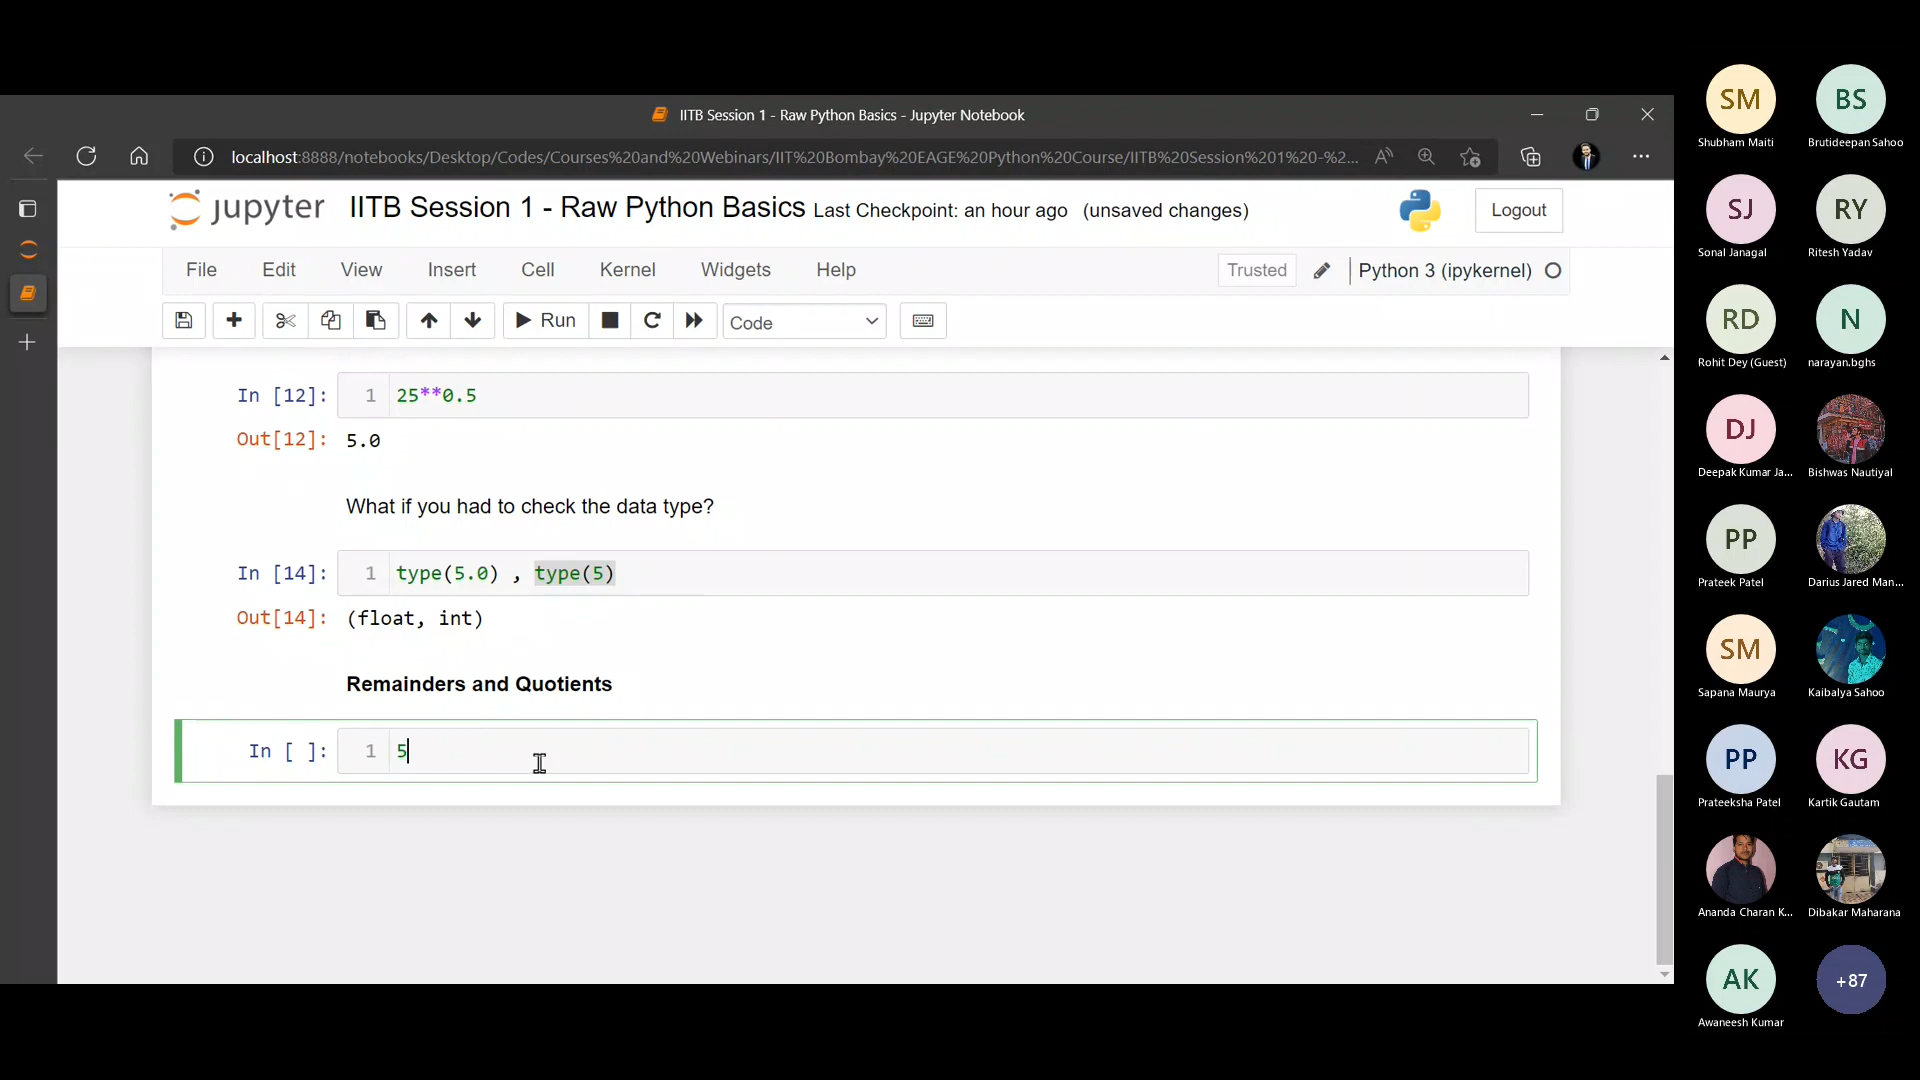 IITB Session 1 - Raw Python Basics - Jupyter Notebook
localhost:8888/notebooks/Desktop/Codes/Courses%20and%20Webinars/IIT%20Bombay%20EAGE%20Python%20Course/IITB%20Session%201%20-%2...
jupyter IITB Session 1 - Raw Python Basics Last Checkpoint: an hour ago (unsaved changes)
Logout
File Edit View Insert Cell Kernel Widgets Help
Trusted
Python 3 (ipykernel)
Run
Code
In [12]: 1 25**0.5
Out[12]: 5.0
What if you had to check the data type?
In [14]: 1 type(5.0) , type(5)
Out[14]: (float, int)
Remainders and Quotients
In [ ]: 1 5
SM BS
Shubham Maiti Brutideepan Sahoo
SJ RY
Sonal Janagal Ritesh Yadav
RD N
Rohit Dey (Guest) narayan.bghs
DJ
Deepak Kumar Ja... Bishwas Nautiyal
PP
Prateek Patel Darius Jared Man...
SM
Sapana Maurya Kaibalya Sahoo
PP KG
Prateeksha Patel Kartik Gautam
Ananda Charan K... Dibakar Maharana
AK +87
Awaneesh Kumar